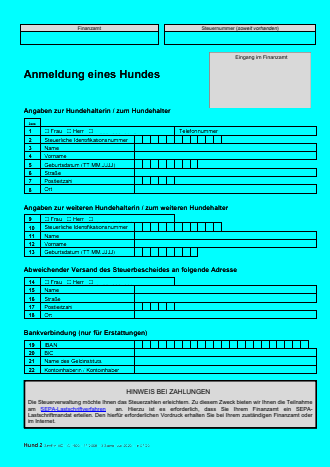 Finanzamt
Steuernummer (soweit vorhanden)
Eingang im Finanzamt
Anmeldung eines Hundes
Angaben zur Hundehalterin / zum Hundehalter
Zeile
1 ☐ Frau ☐ Herr ☐ Telefonnummer
2 Steuerliche Identifikationsnummer
3 Name
4 Vorname
5 Geburtsdatum (TT.MM.JJJJ)
6 Straße
7 Postleitzahl
8 Ort
Angaben zur weiteren Hundehalterin / zum weiteren Hundehalter
9 ☐ Frau ☐ Herr ☐
10 Steuerliche Identifikationsnummer
11 Name
12 Vorname
13 Geburtsdatum (TT.MM.JJJJ)
Abweichender Versand des Steuerbescheides an folgende Adresse
14 ☐ Frau ☐ Herr ☐
15 Name
16 Straße
17 Postleitzahl
18 Ort
Bankverbindung (nur für Erstattungen)
19 IBAN
20 BIC
21 Name des Geldinstituts
22 Kontoinhaberin / Kontoinhaber
HINWEIS BEI ZAHLUNGEN
Die Steuerverwaltung möchte Ihnen das Steuerzahlen erleichtern. Zu diesem Zweck bieten wir Ihnen die Teilnahme
am SEPA-Lastschriftverfahren an. Hierzu ist es erforderlich, dass Sie Ihrem Finanzamt ein SEPA-
Lastschriftmandat erteilen. Den hierfür erforderlichen Vordruck erhalten Sie bei Ihrem zuständigen Finanzamt oder
im Internet.
Hund 2